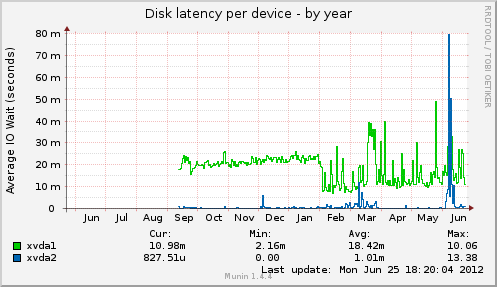 Disk latency per device - by year
RRDTOOL / TOBI OETIKER
Average IO Wait (seconds)
80 m
70 m
60 m
50 m
40 m
30 m
20 m
10 m
0
Jun Jul Aug Sep Oct Nov Dec Jan Feb Mar Apr May Jun
Cur: Min: Avg: Max:
xvda1 10.98m 2.16m 18.42m 10.06
xvda2 827.51u 0.00 1.01m 13.38
Last update: Mon Jun 25 18:20:04 2012
Munin 1.4.4